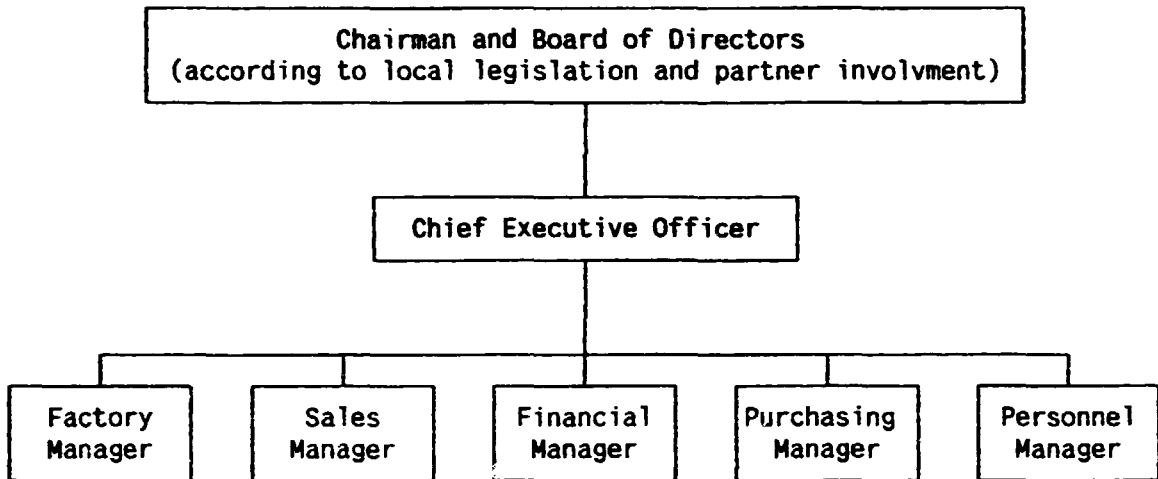 Chairman and Board of Directors
(according to local legislation and partner involvment)
Chief Executive Officer
Factory
Manager
Sales
Manager
Financial
Manager
Purchasing
Manager
Personnel
Manager